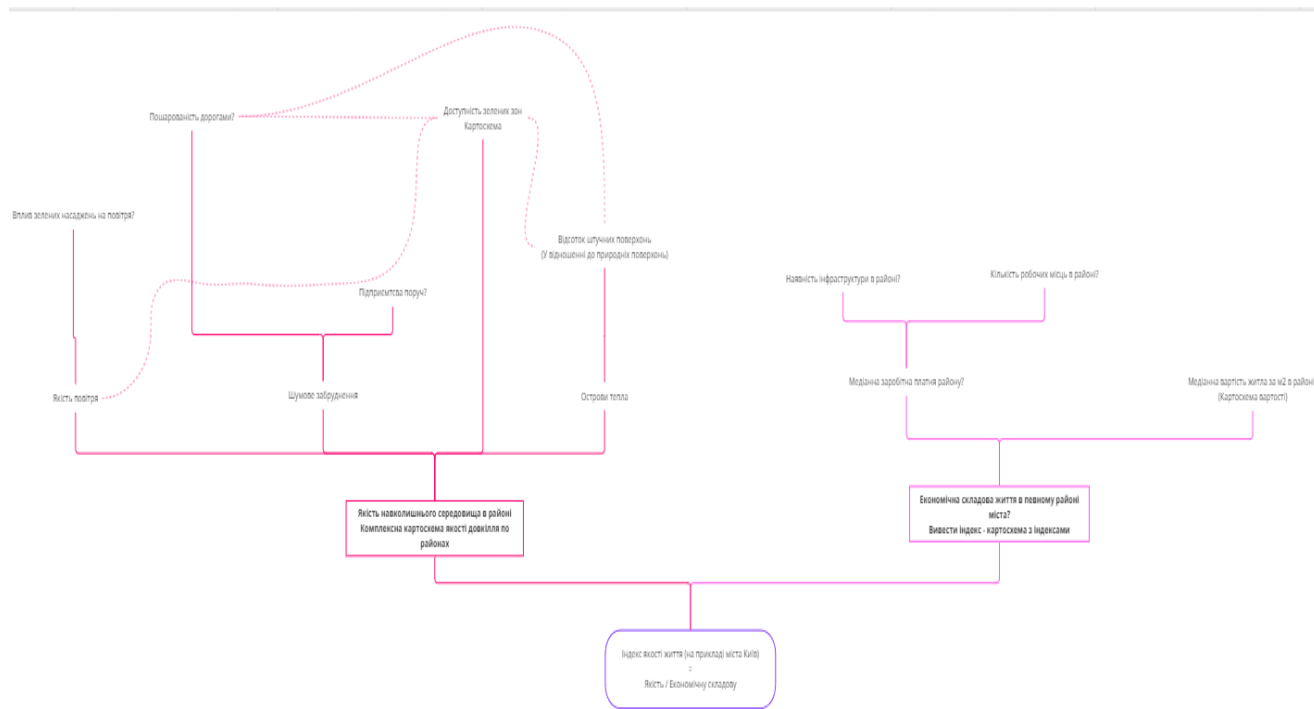 Пошарованість дорогами?
Доступність зелених зон
Картосхема
Вплив зелених насаджень на повітря?
Відсоток штучних поверхонь
(У відношенні до природніх поверхонь)
Підприємтсва поруч?
Наявність інфраструктури в районі?
Кількість робочих місць в районі?
Якість повітря
Шумове забруднення
Острови тепла
Медіанна заробітна платня району?
Медіанна вартість житла за м2 в районі
(Картосхема вартості)
Якість навколишнього середовища в районі
Комплексна картосхема якості довкілля по
районах
Економічна складова життя в певному районі
міста?
Вивести індекс - картосхема з індексами
Індекс якості життя (на прикладі міста Київ)
=
Якість / Економічну складову